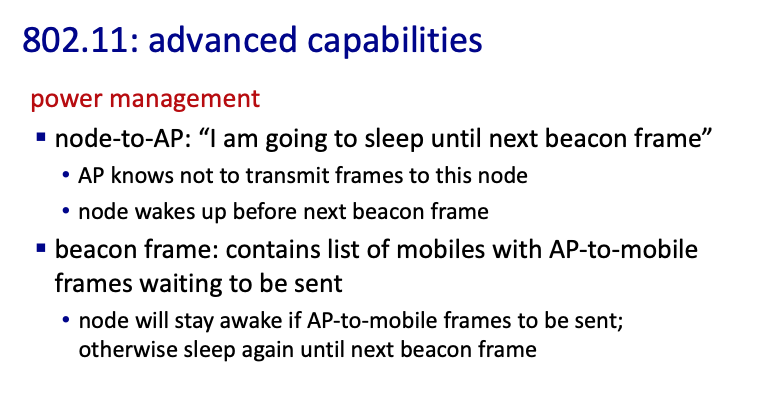 802.11: advanced capabilities
power management
▪ node-to-AP: “I am going to sleep until next beacon frame”
• AP knows not to transmit frames to this node
• node wakes up before next beacon frame
▪ beacon frame: contains list of mobiles with AP-to-mobile
frames waiting to be sent
• node will stay awake if AP-to-mobile frames to be sent;
otherwise sleep again until next beacon frame